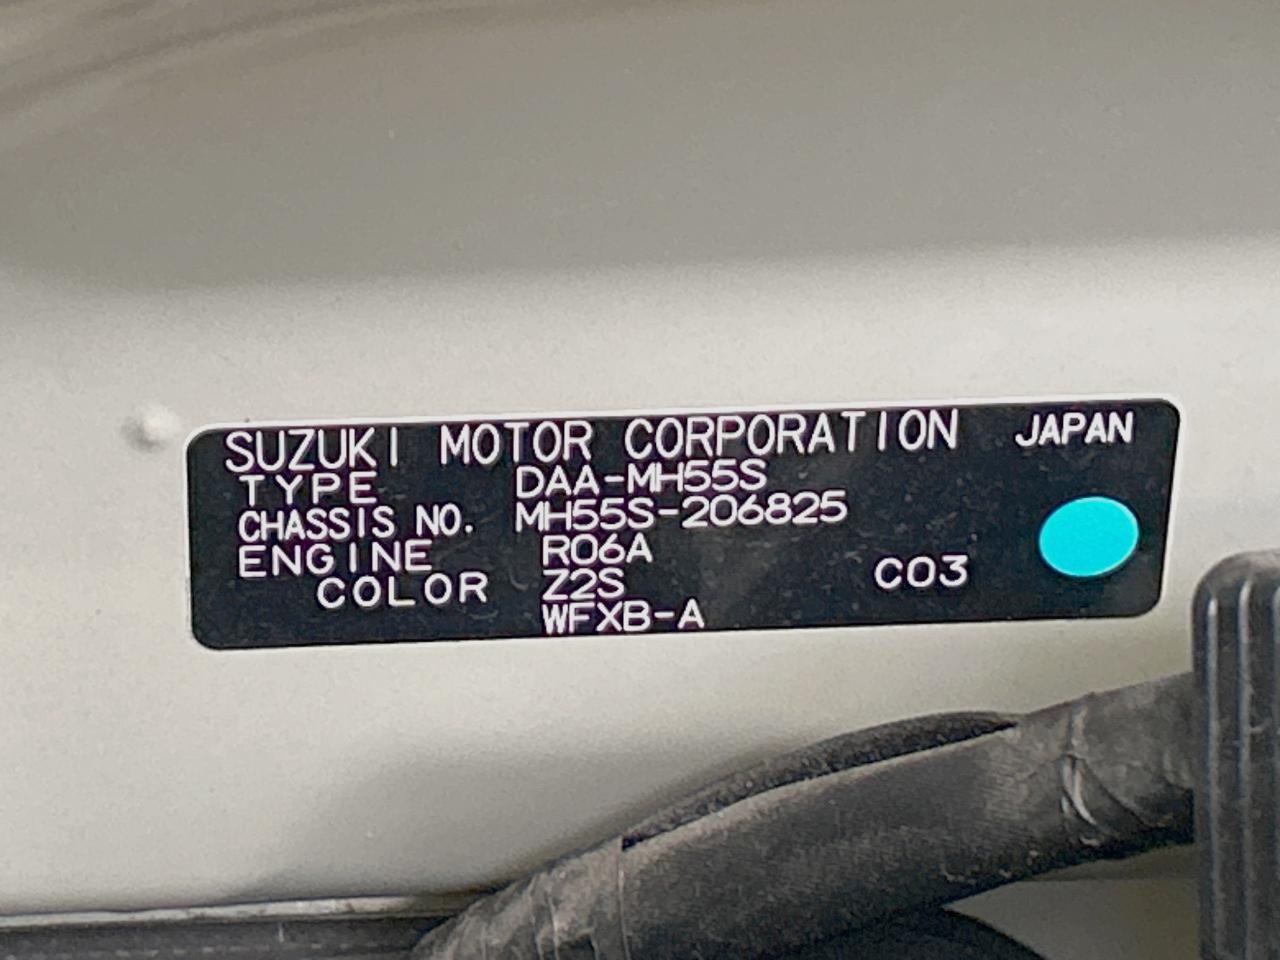 SUZUKI MOTOR CORPORATION JAPAN
TYPE DAA-MH55S
CHASSIS NO. MH55S-206825
ENGINE R06A
COLOR Z2S C03
WFXB-A